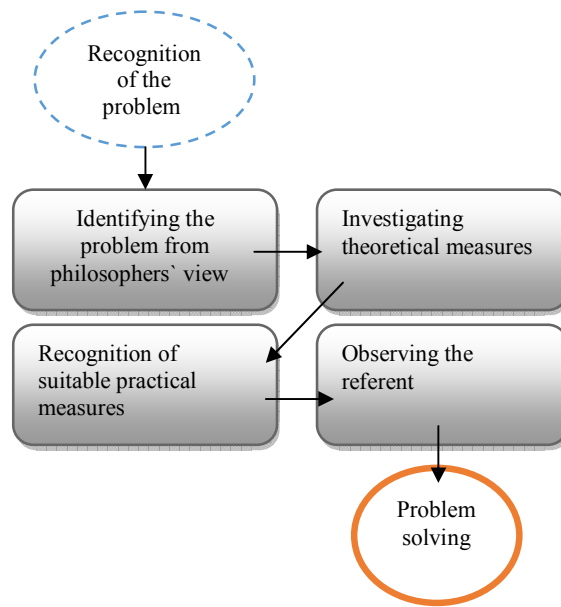 Recognition
of the
problem
Identifying the
problem from
philosophers` view
Investigating
theoretical measures
Recognition of
suitable practical
measures
Observing the
referent
Problem
solving